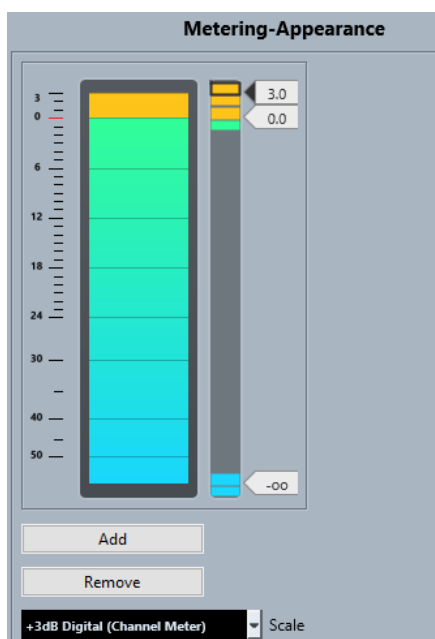 Metering-Appearance
3
0
6
12
18
24
30
40
50
3.0
0.0
-oo
Add
Remove
+3dB Digital (Channel Meter)
Scale